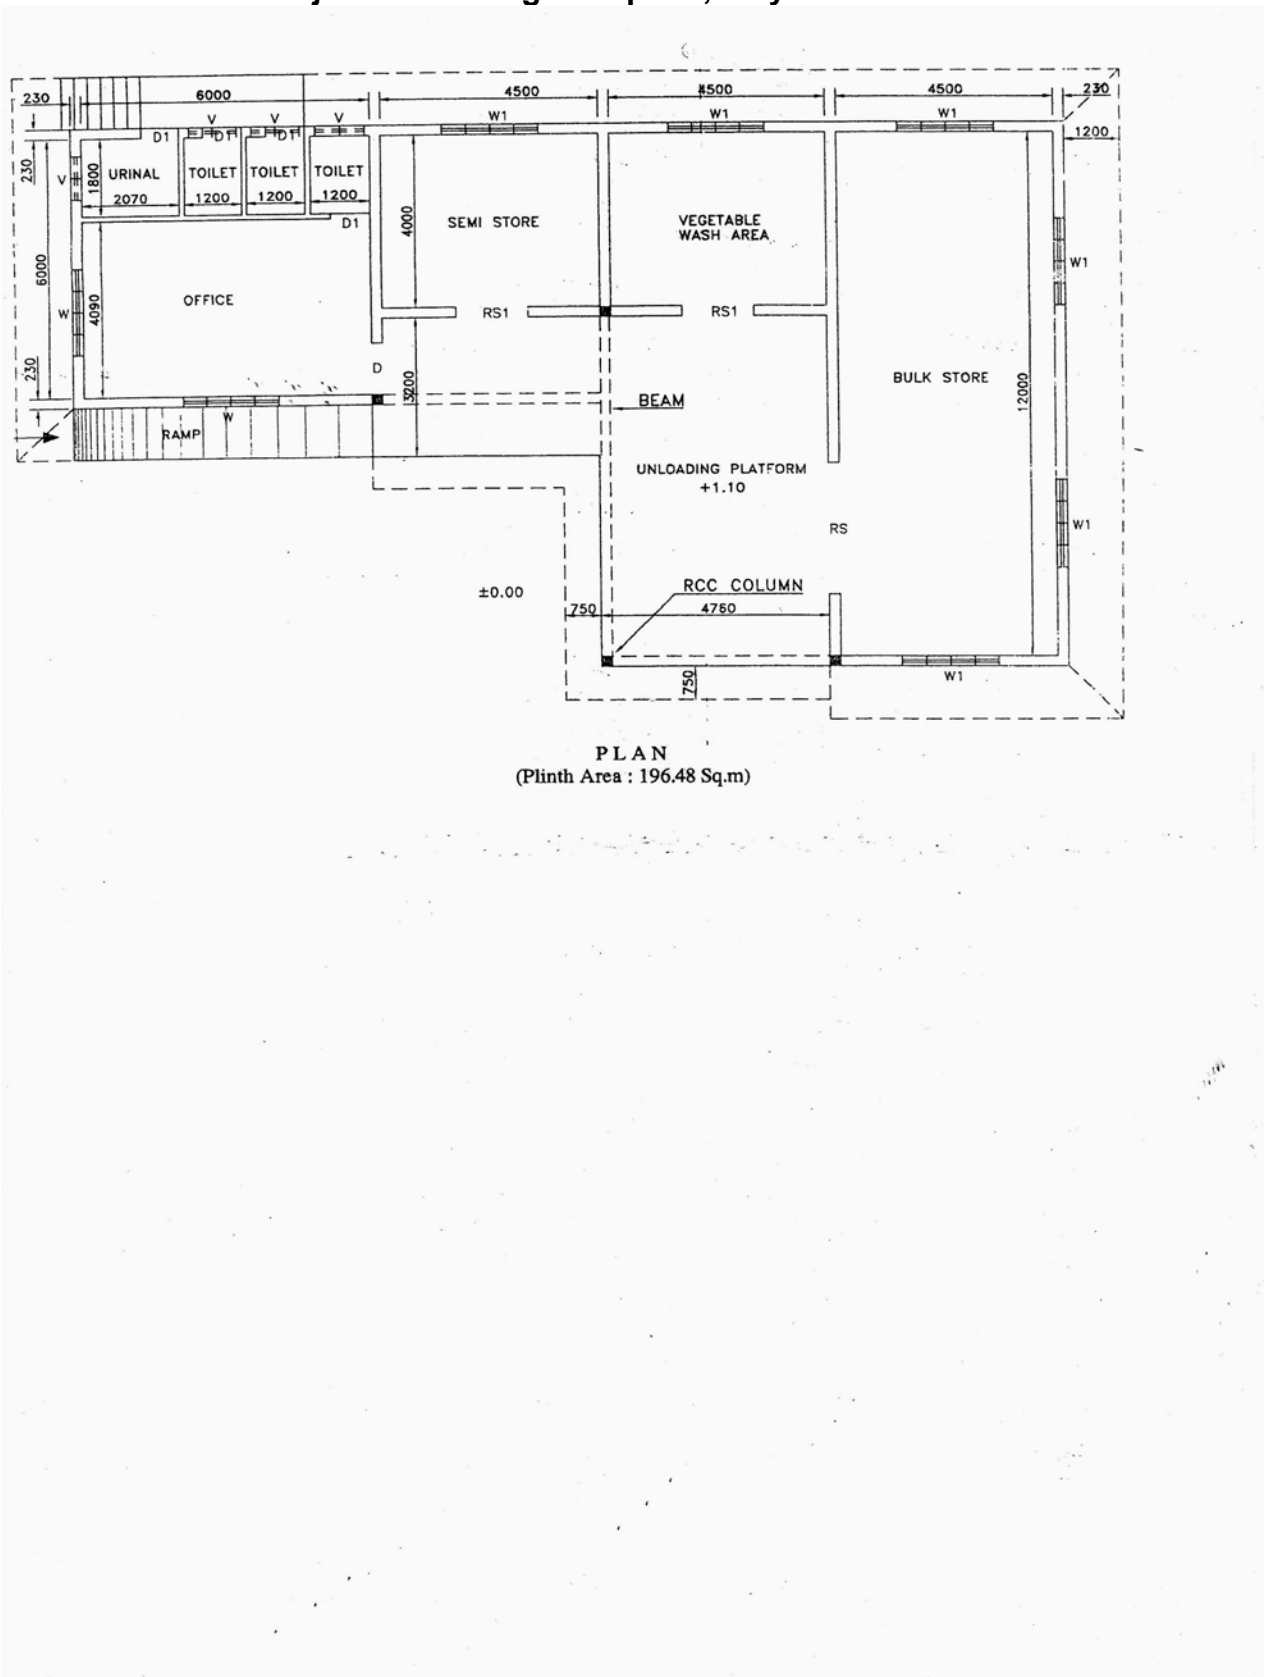 230
6000
4500
4500
4500
230
V
V
V
W1
W1
W1
D1
D1
D1
1200
230
V
1800
URINAL
2070
TOILET
1200
TOILET
1200
TOILET
1200
D1
4000
SEMI STORE
VEGETABLE
WASH AREA
W1
6000
OFFICE
4090
W
RS1
RS1
D
230
3200
BULK STORE
12000
BEAM
W
RAMP
UNLOADING PLATFORM
+1.10
W1
RS
±0.00
RCC COLUMN
750
4760
750
W1
PLAN
(Plinth Area : 196.48 Sq.m)